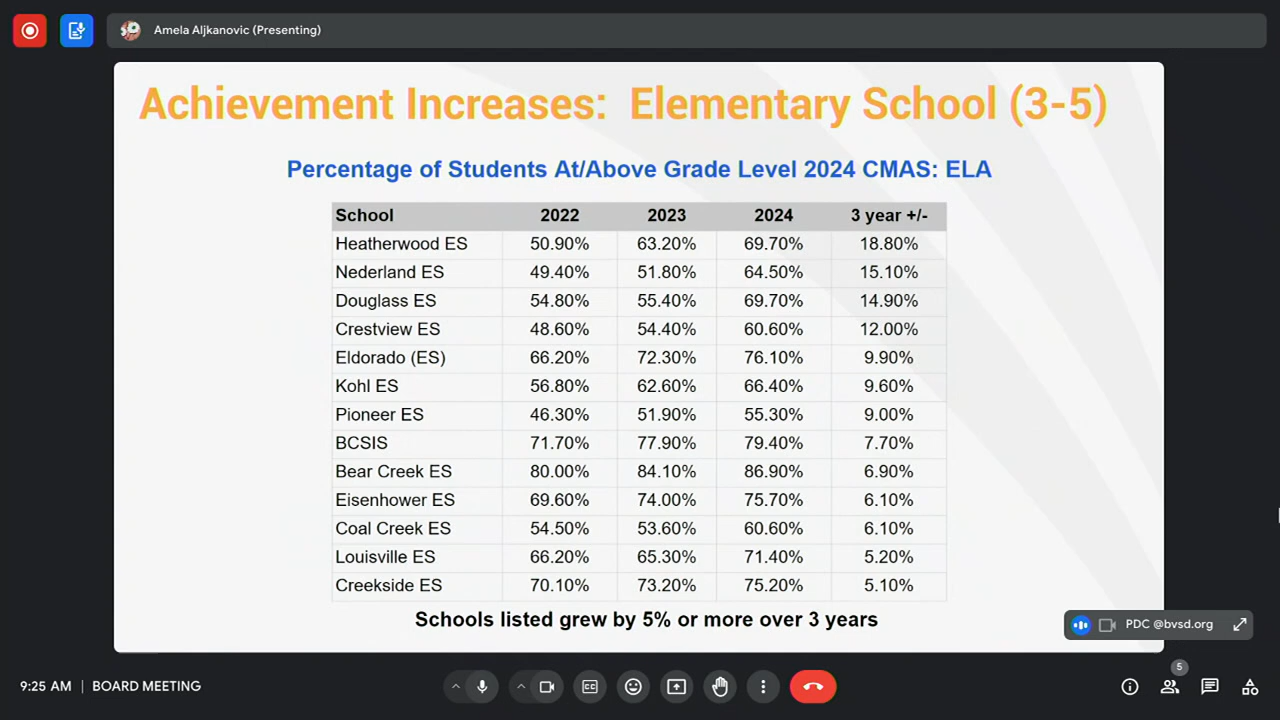 Amela Aljkanovic (Presenting)
Achievement Increases: Elementary School (3-5)
Percentage of Students At/Above Grade Level 2024 CMAS: ELA
School 2022 2023 2024 3 year +/-
Heatherwood ES 50.90% 63.20% 69.70% 18.80%
Nederland ES 49.40% 51.80% 64.50% 15.10%
Douglass ES 54.80% 55.40% 69.70% 14.90%
Crestview ES 48.60% 54.40% 60.60% 12.00%
Eldorado (ES) 66.20% 72.30% 76.10% 9.90%
Kohl ES 56.80% 62.60% 66.40% 9.60%
Pioneer ES 46.30% 51.90% 55.30% 9.00%
BCSIS 71.70% 77.90% 79.40% 7.70%
Bear Creek ES 80.00% 84.10% 86.90% 6.90%
Eisenhower ES 69.60% 74.00% 75.70% 6.10%
Coal Creek ES 54.50% 53.60% 60.60% 6.10%
Louisville ES 66.20% 65.30% 71.40% 5.20%
Creekside ES 70.10% 73.20% 75.20% 5.10%
Schools listed grew by 5% or more over 3 years
PDC @bvsd.org
9:25 AM | BOARD MEETING
CC
5